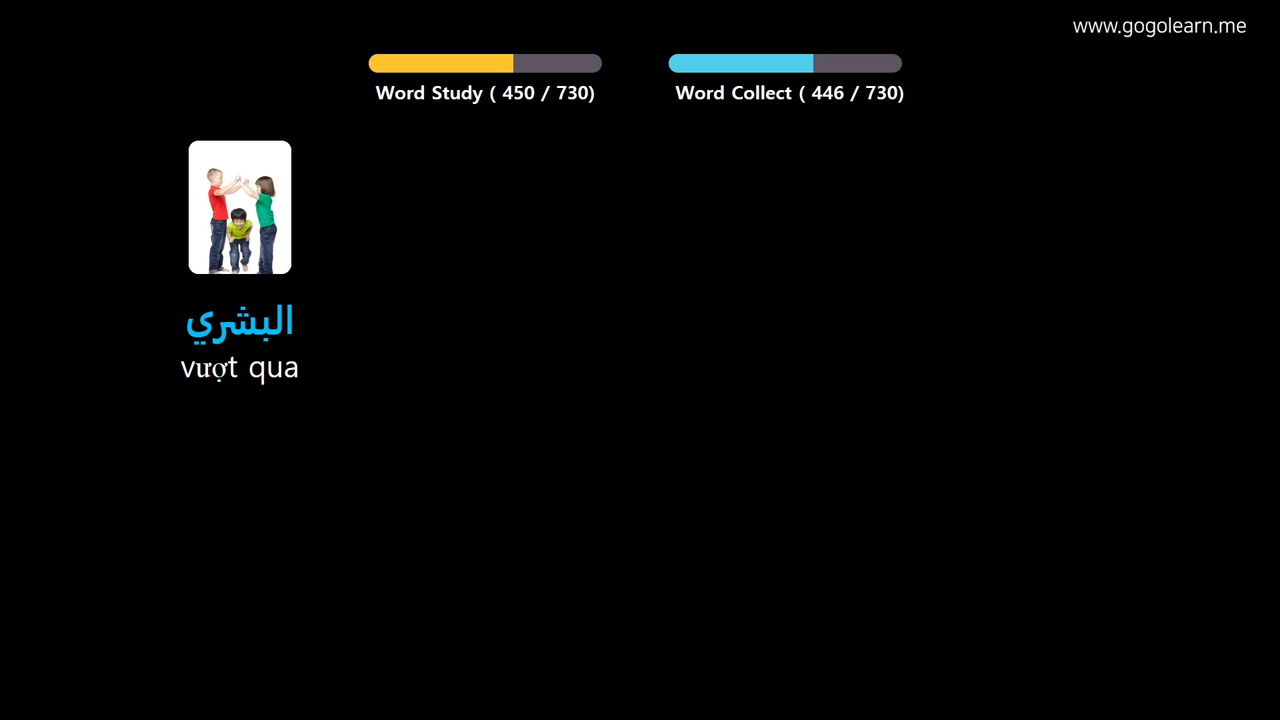 www.gogolearn.me
Word Study ( 450 / 730)
Word Collect ( 446 / 730)
البشري
vượt qua